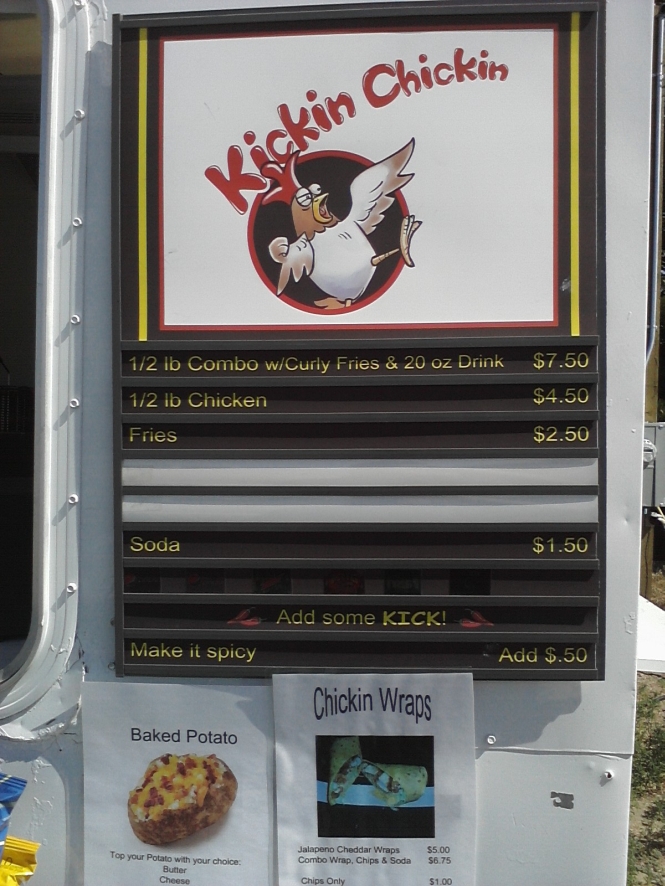 Kickin Chickin
1/2 lb Combo w/Curly Fries & 20 oz Drink $7.50
1/2 lb Chicken $4.50
Fries $2.50
Soda $1.50
Add some KICK!
Make it spicy Add $.50
Baked Potato
Top your Potato with your choice:
Butter
Cheese
Chickin Wraps
Jalapeno Cheddar Wraps $5.00
Combo Wrap, Chips & Soda $6.75
Chips Only $1.00